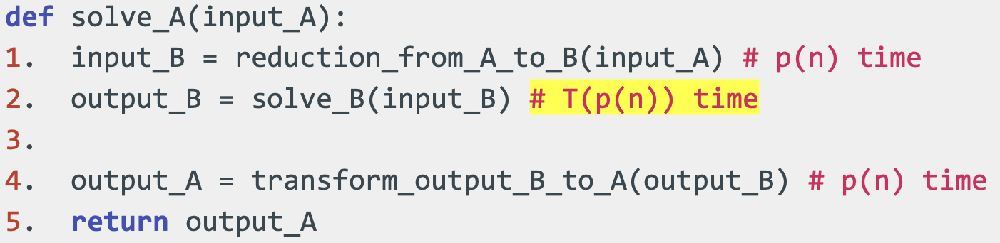 def solve_A(input_A):
1. input_B = reduction_from_A_to_B(input_A) # p(n) time
2. output_B = solve_B(input_B) # T(p(n)) time
3.
4. output_A = transform_output_B_to_A(output_B) # p(n) time
5. return output_A